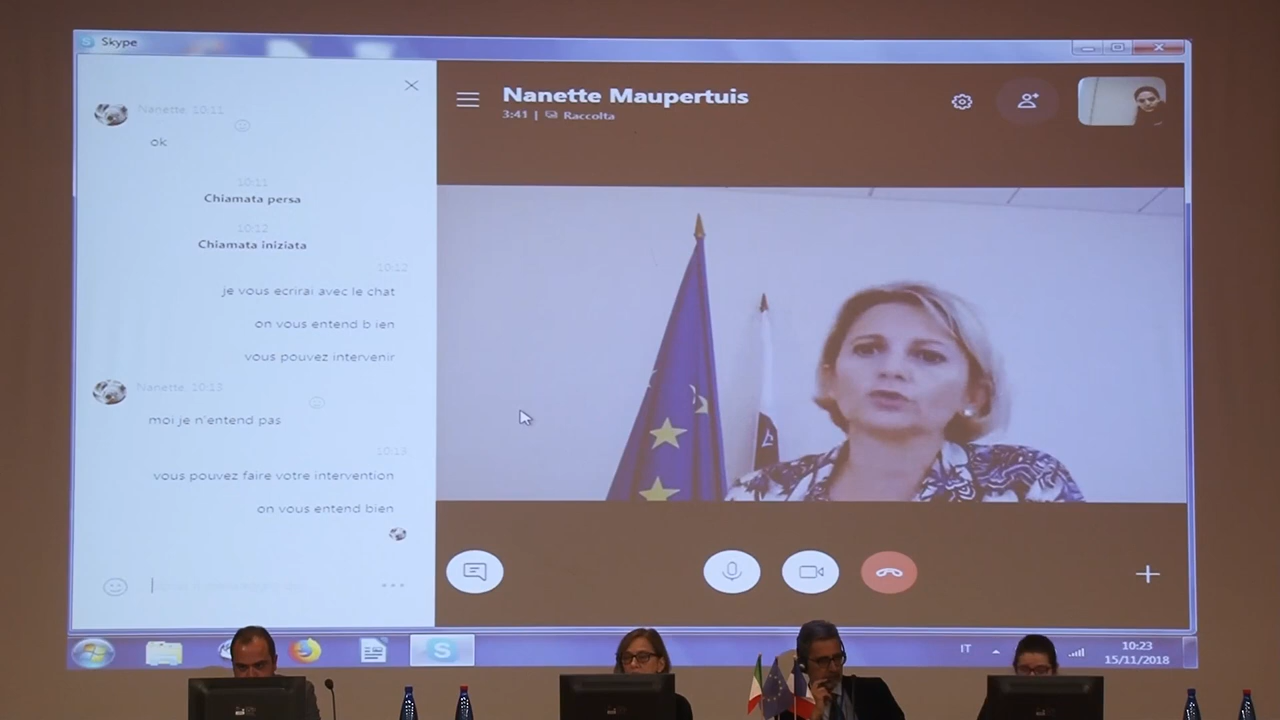 Skype
Nanette, 10:11
ok
10:11
Chiamata persa
10:12
Chiamata iniziata
10:12
je vous ecrirai avec le chat
on vous entend b ien
vous pouvez intervenir
Nanette, 10:13
moi je n'entend pas
10:13
vous pouvez faire votre intervention
on vous entend bien
Nanette Maupertuis
3:41 | Raccolta
IT
10:23
15/11/2018